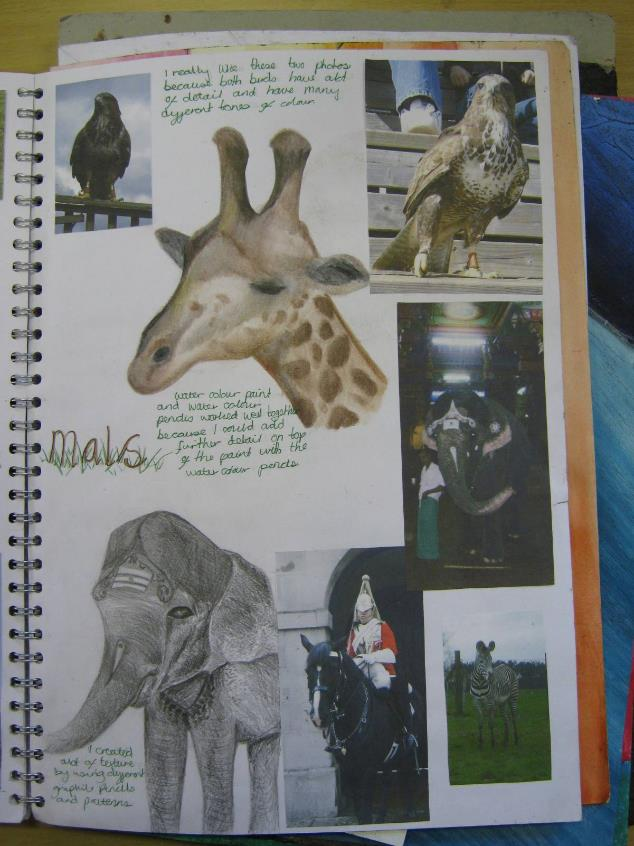 I really like these two photos
because both birds have alot
of detail and have many
different tones of colour
water colour paint
and water colour
pencils worked well together
because I could add
further detail on top
of the paint with the
water colour pencils
mals
I created
alot of texture
by using different
graphite pencils
and patterns